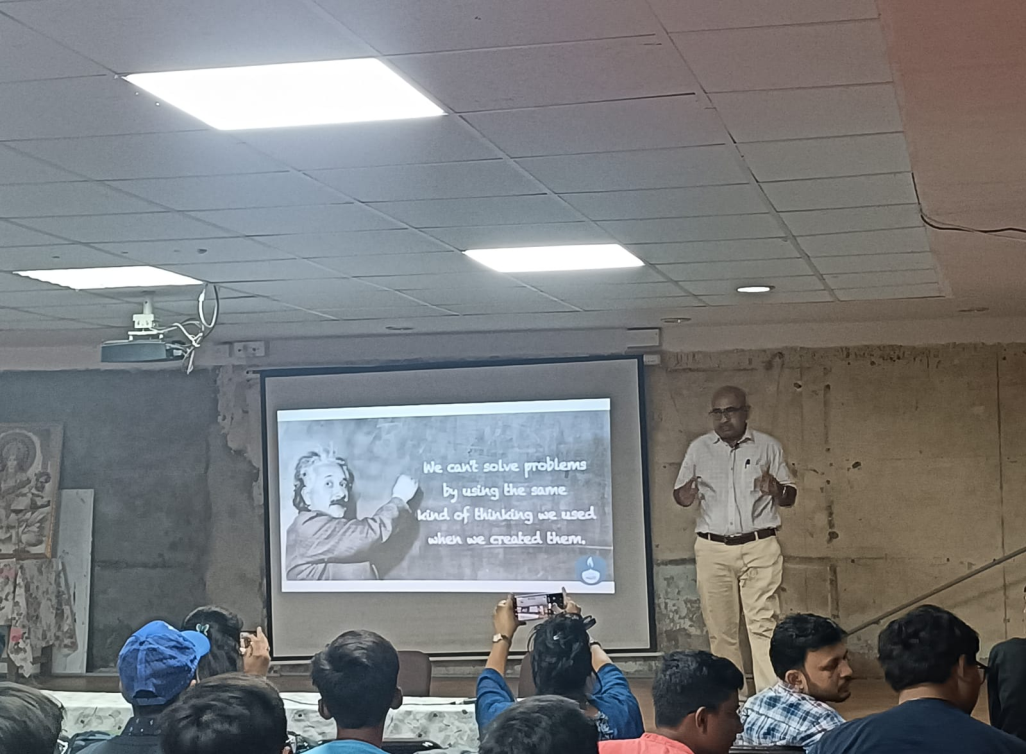 We can't solve problems
by using the same
kind of thinking we used
when we created them.